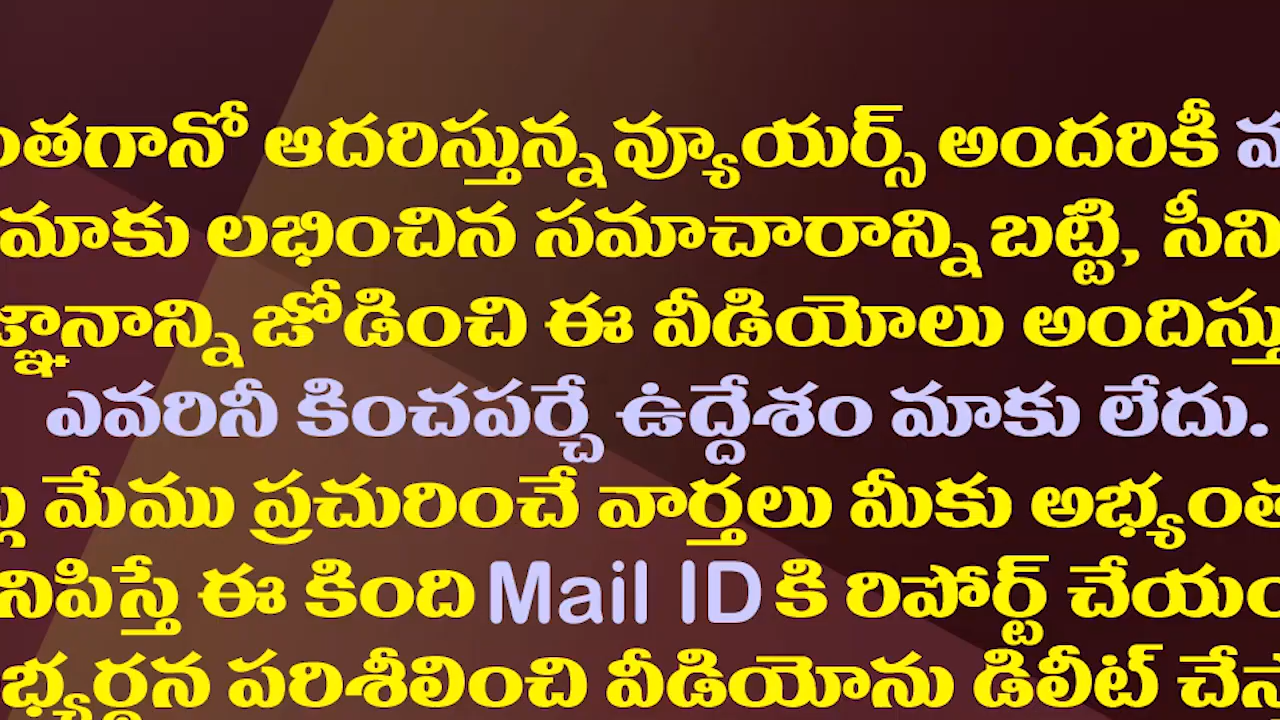 ంతగానో ఆదరిస్తున్న వ్యూయర్స్ అందరికీ
మాకు లభించిన సమాచారాన్ని బట్టి, సీని
జ్ఞానాన్ని జోడించి ఈ వీడియోలు అందిస్తు
ఎవరినీ కించపర్చే ఉద్దేశం మాకు లేదు.
మేము ప్రచురించే వార్తలు మీకు అభ్యంత
నిపిస్తే ఈ కింది Mail ID కి రిపోర్ట్ చేయం
భ్యర్థన పరిశీలించి వీడియోను డిలీట్ చేస